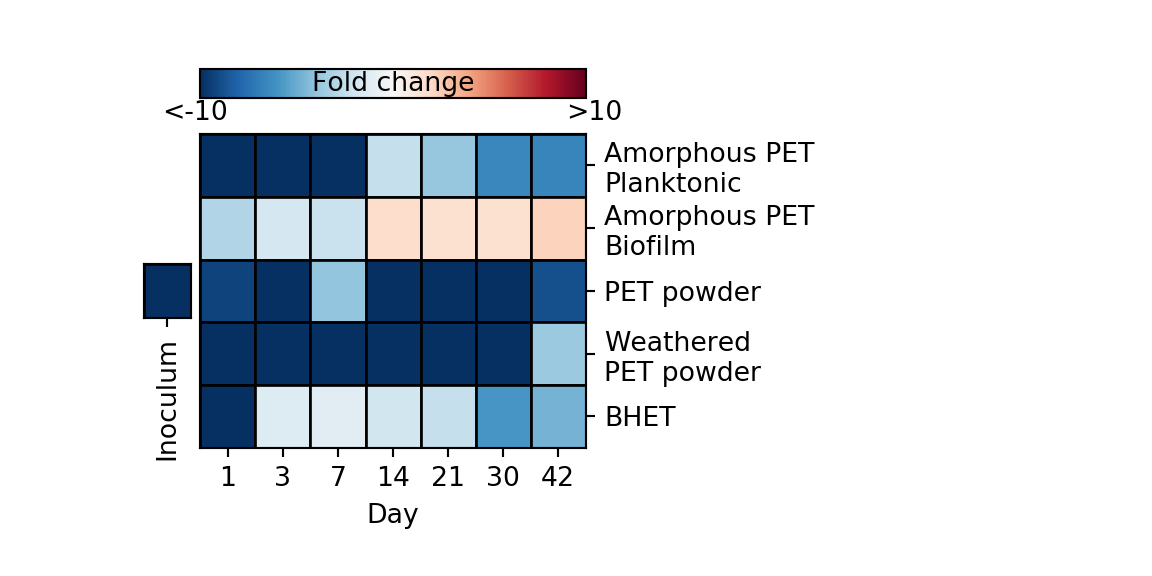 Fold change
<-10
>10
Amorphous PET
Planktonic
Amorphous PET
Biofilm
PET powder
Weathered
PET powder
BHET
Inoculum
1 3 7 14 21 30 42
Day